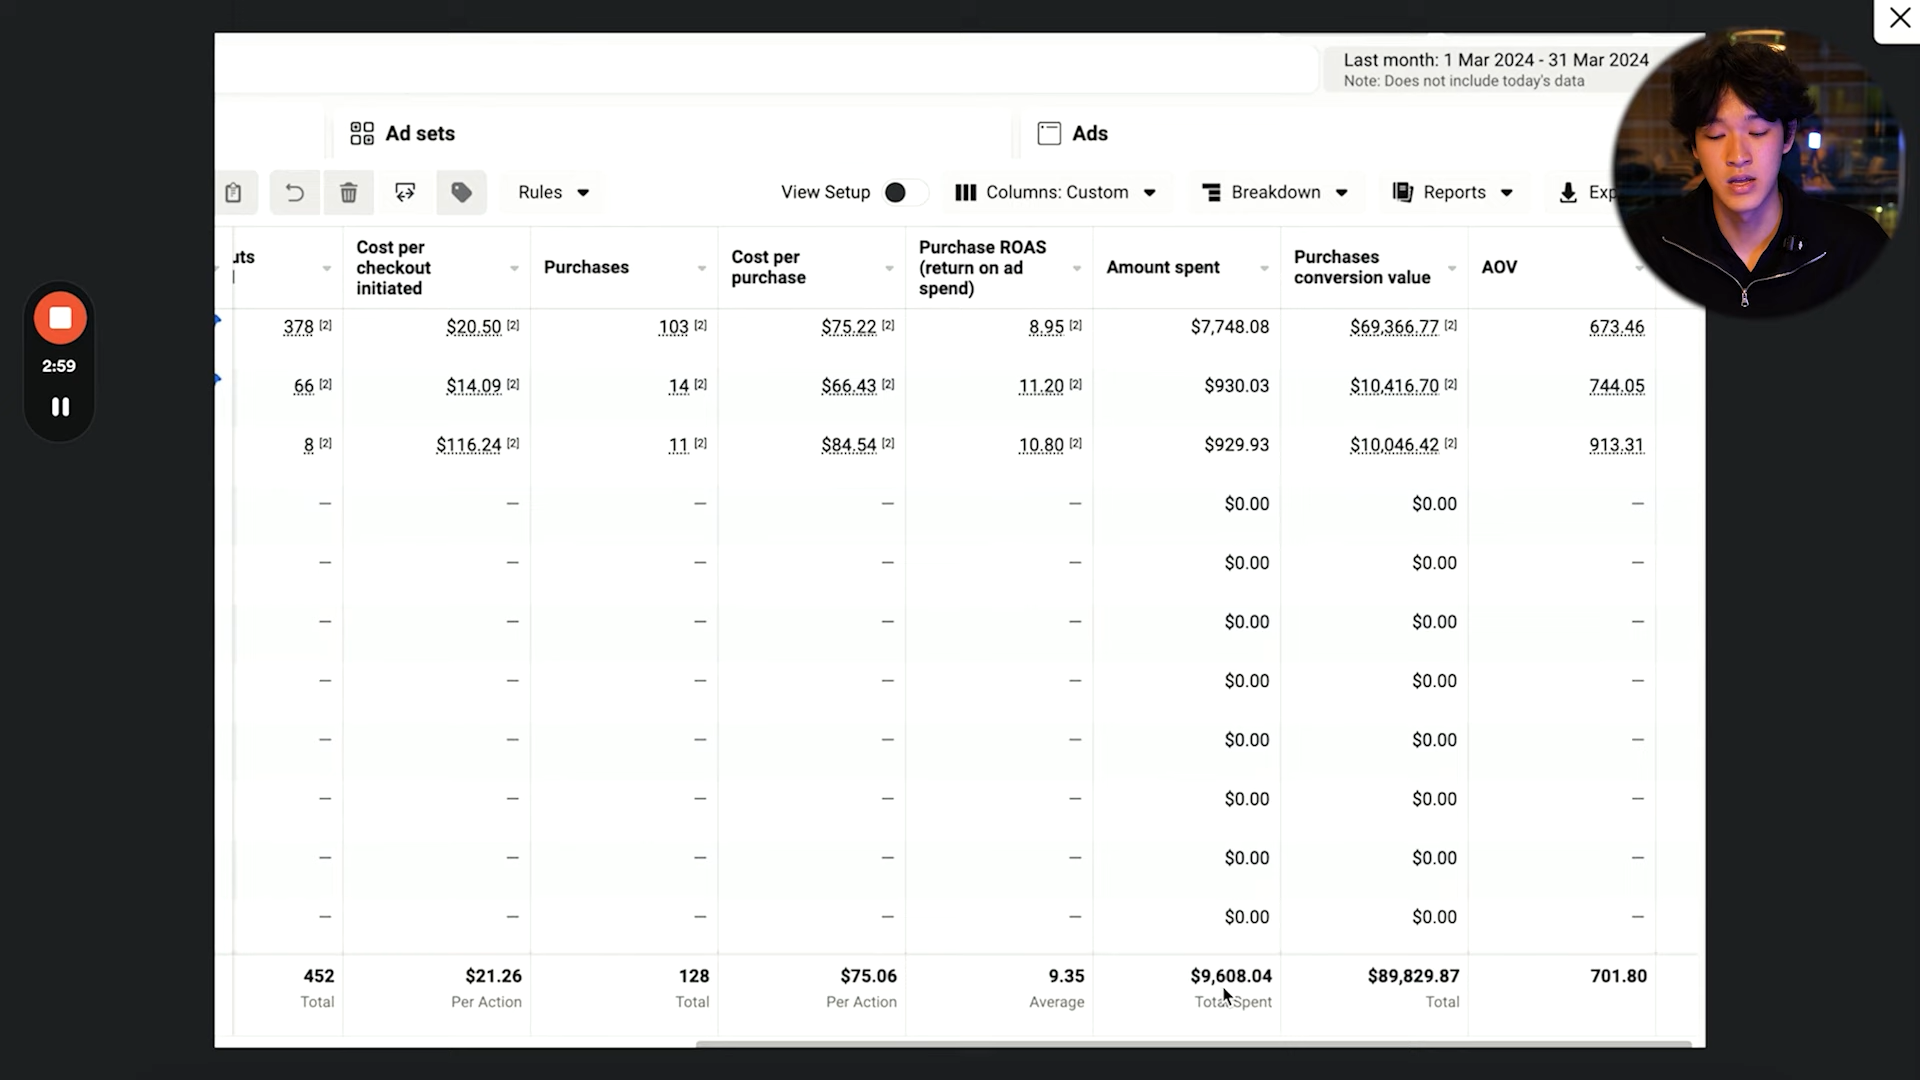 Last month: 1 Mar 2024 - 31 Mar 2024
Note: Does not include today's data
Ad sets
Ads
Rules
View Setup
Columns: Custom
Breakdown
Reports
Exp
uts
Cost per checkout initiated
Purchases
Cost per purchase
Purchase ROAS (return on ad spend)
Amount spent
Purchases conversion value
AOV
378 [2] $20.50 [2] 103 [2] $75.22 [2] 8.95 [2] $7,748.08 $69,366.77 [2] 673.46
66 [2] $14.09 [2] 14 [2] $66.43 [2] 11.20 [2] $930.03 $10,416.70 [2] 744.05
8 [2] $116.24 [2] 11 [2] $84.54 [2] 10.80 [2] $929.93 $10,046.42 [2] 913.31
— — — — — $0.00 $0.00 —
— — — — — $0.00 $0.00 —
— — — — — $0.00 $0.00 —
— — — — — $0.00 $0.00 —
— — — — — $0.00 $0.00 —
— — — — — $0.00 $0.00 —
— — — — — $0.00 $0.00 —
— — — — — $0.00 $0.00 —
452 $21.26 128 $75.06 9.35 $9,608.04 $89,829.87 701.80
Total Per Action Total Per Action Average Total Spent Total
2:59